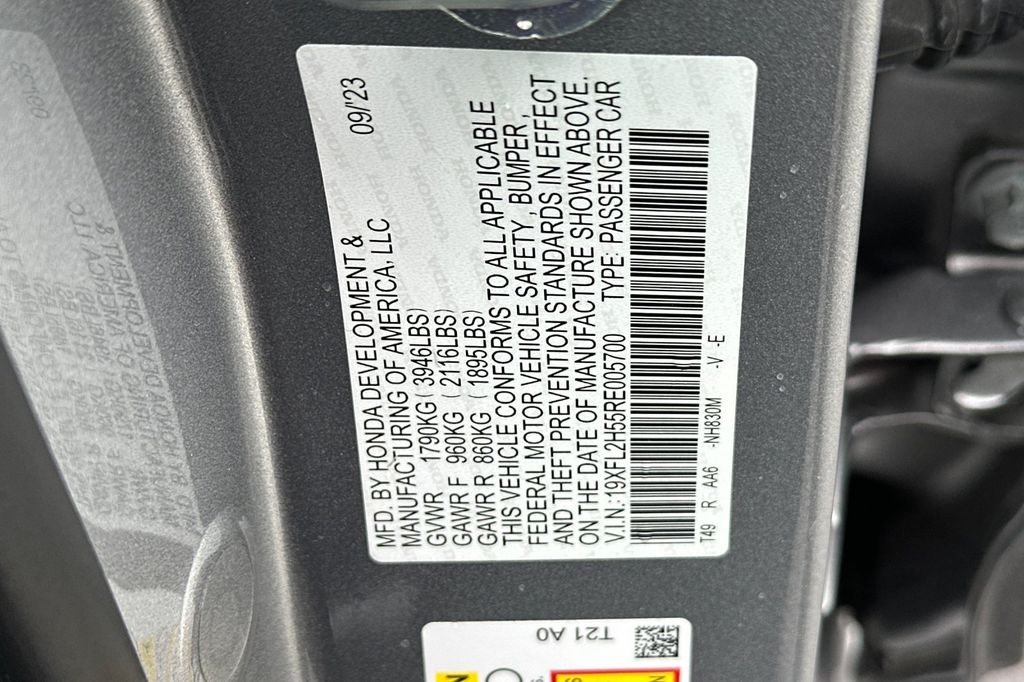 MFD. BY HONDA DEVELOPMENT & 09/'23
MANUFACTURING OF AMERICA, LLC
GVWR 1790KG ( 3946LBS)
GAWR F 960KG ( 2116LBS)
GAWR R 860KG ( 1895LBS)
THIS VEHICLE CONFORMS TO ALL APPLICABLE
FEDERAL MOTOR VEHICLE SAFETY, BUMPER,
AND THEFT PREVENTION STANDARDS IN EFFECT
ON THE DATE OF MANUFACTURE SHOWN ABOVE.
V.I.N.:19XFL2H55RE005700 TYPE: PASSENGER CAR
T49 R AA6 -NH830M -V -E
T21 A0